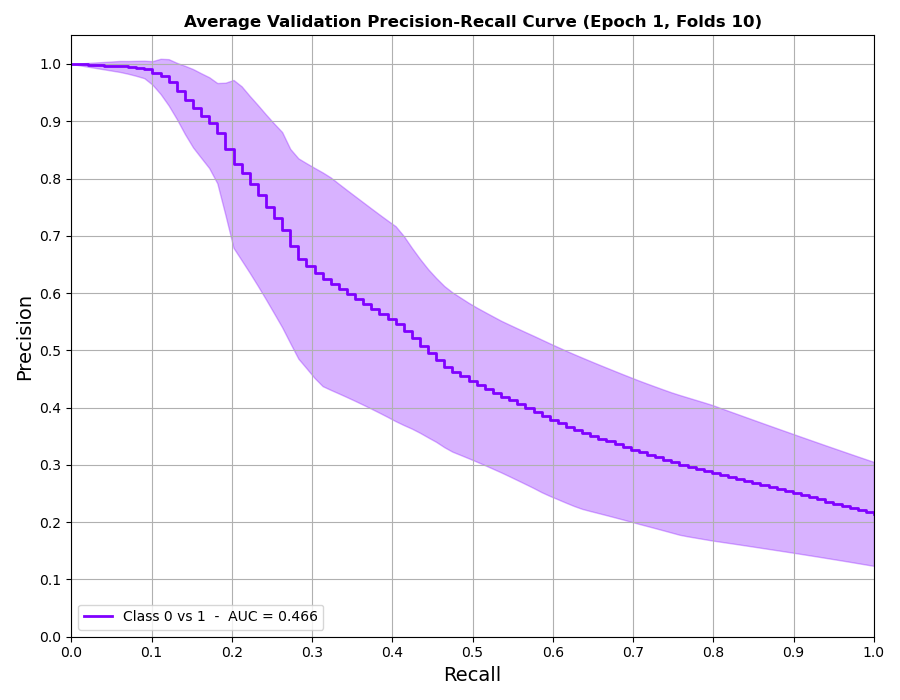 Average Validation Precision-Recall Curve (Epoch 1, Folds 10)
1.0
0.9
0.8
0.7
0.6
0.5
0.4
0.3
0.2
0.1
0.0
Precision
Class 0 vs 1 - AUC = 0.466
0.0 0.1 0.2 0.3 0.4 0.5 0.6 0.7 0.8 0.9 1.0
Recall